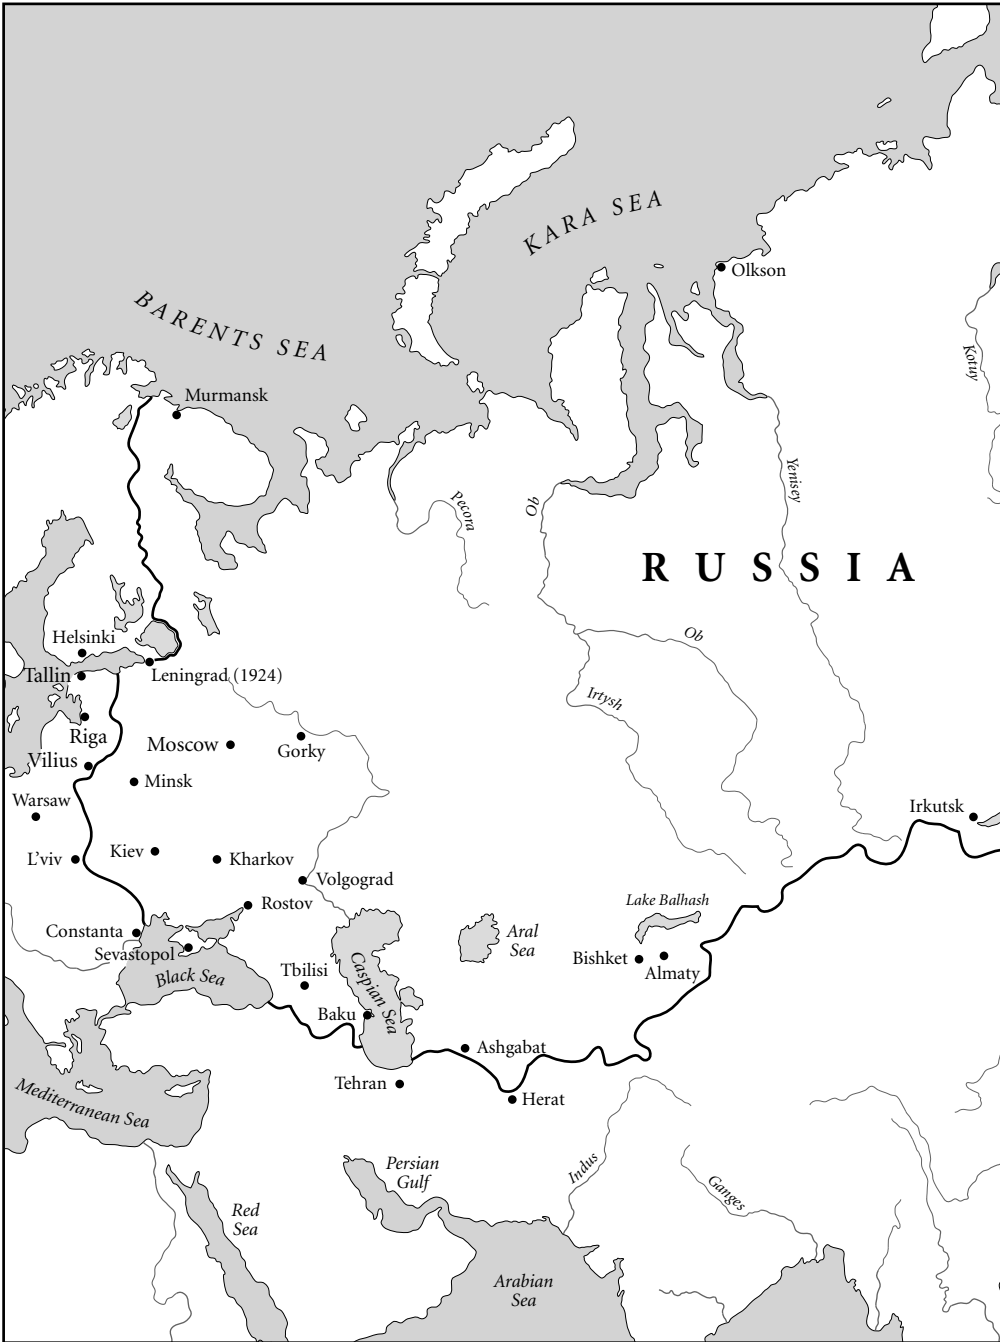 KARA SEA
Olkson
BARENTS SEA
Kotuy
Murmansk
Yenisey
Pecora
Ob
RUSSIA
Helsinki
Ob
Tallin
Leningrad (1924)
Irtysh
Riga
Moscow
Gorky
Vilius
Minsk
Warsaw
Irkutsk
Kiev
L'viv
Kharkov
Volgograd
Rostov
Lake Balhash
Constanta
Aral
Sea
Sevastopol
Bishket
Almaty
Tbilisi
Black Sea
Caspian Sea
Baku
Ashgabat
Tehran
Herat
Mediterranean Sea
Persian
Gulf
Indus
Ganges
Red
Sea
Arabian
Sea